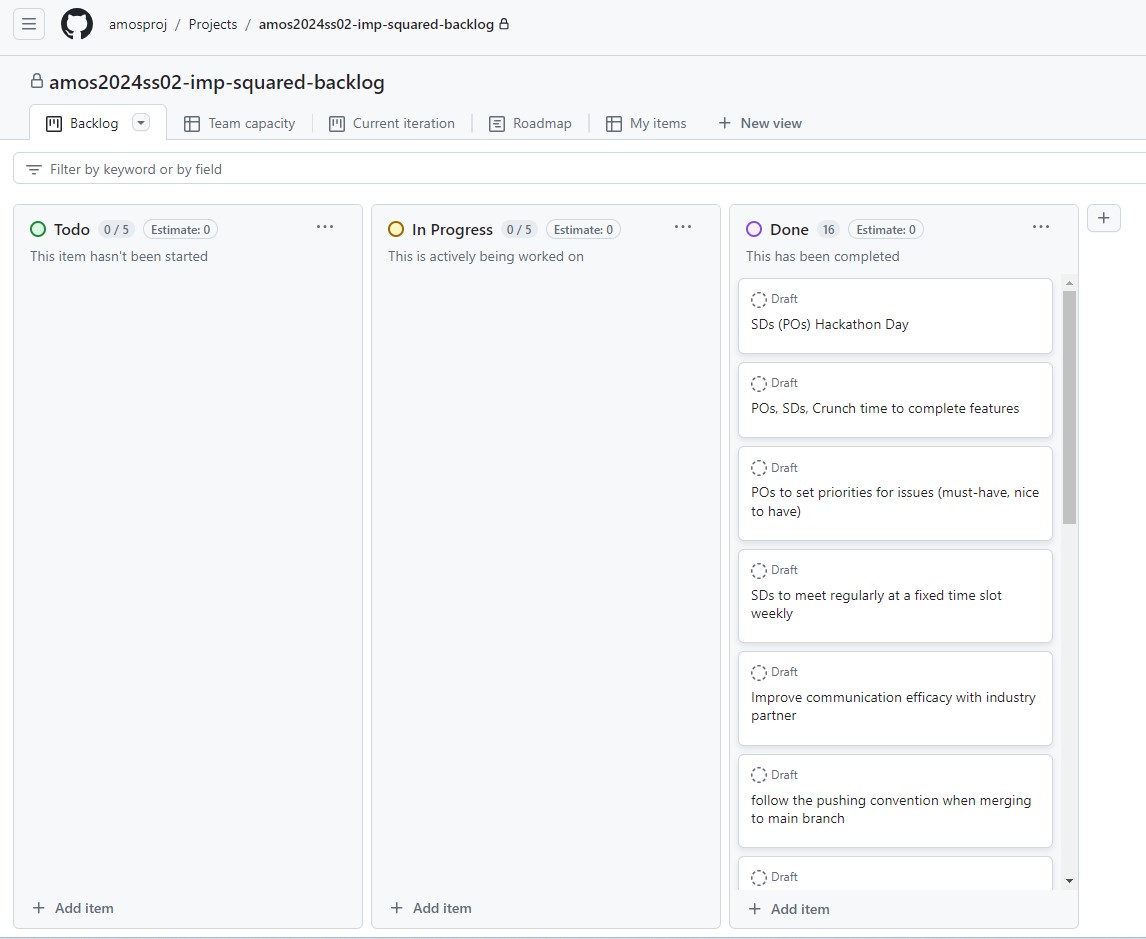 amosproj / Projects / amos2024ss02-imp-squared-backlog
amos2024ss02-imp-squared-backlog
Backlog Team capacity Current iteration Roadmap My items + New view
Filter by keyword or by field
Todo 0 / 5 Estimate: 0
This item hasn't been started
+ Add item
In Progress 0 / 5 Estimate: 0
This is actively being worked on
+ Add item
Done 16 Estimate: 0
This has been completed
Draft
SDs (POs) Hackathon Day
Draft
POs, SDs, Crunch time to complete features
Draft
POs to set priorities for issues (must-have, nice
to have)
Draft
SDs to meet regularly at a fixed time slot
weekly
Draft
Improve communication efficacy with industry
partner
Draft
follow the pushing convention when merging
to main branch
Draft
+ Add item